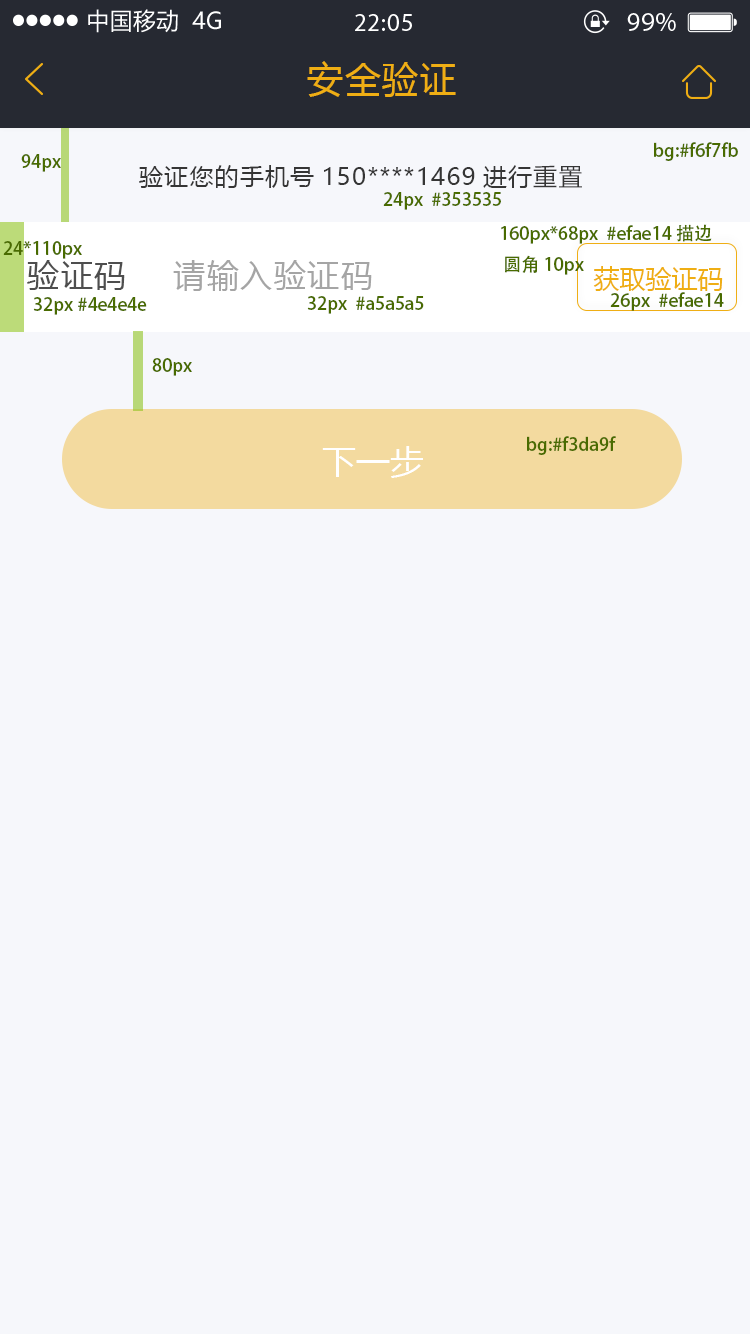 中国移动 4G 22:05 99%
安全验证
bg:#f6f7fb
94px
验证您的手机号 150****1469 进行重置
24px #353535
160px*68px #efae14 描边
24*110px
圆角 10px
验证码 请输入验证码 获取验证码
32px #4e4e4e 32px #a5a5a5 26px #efae14
80px
bg:#f3da9f
下一步